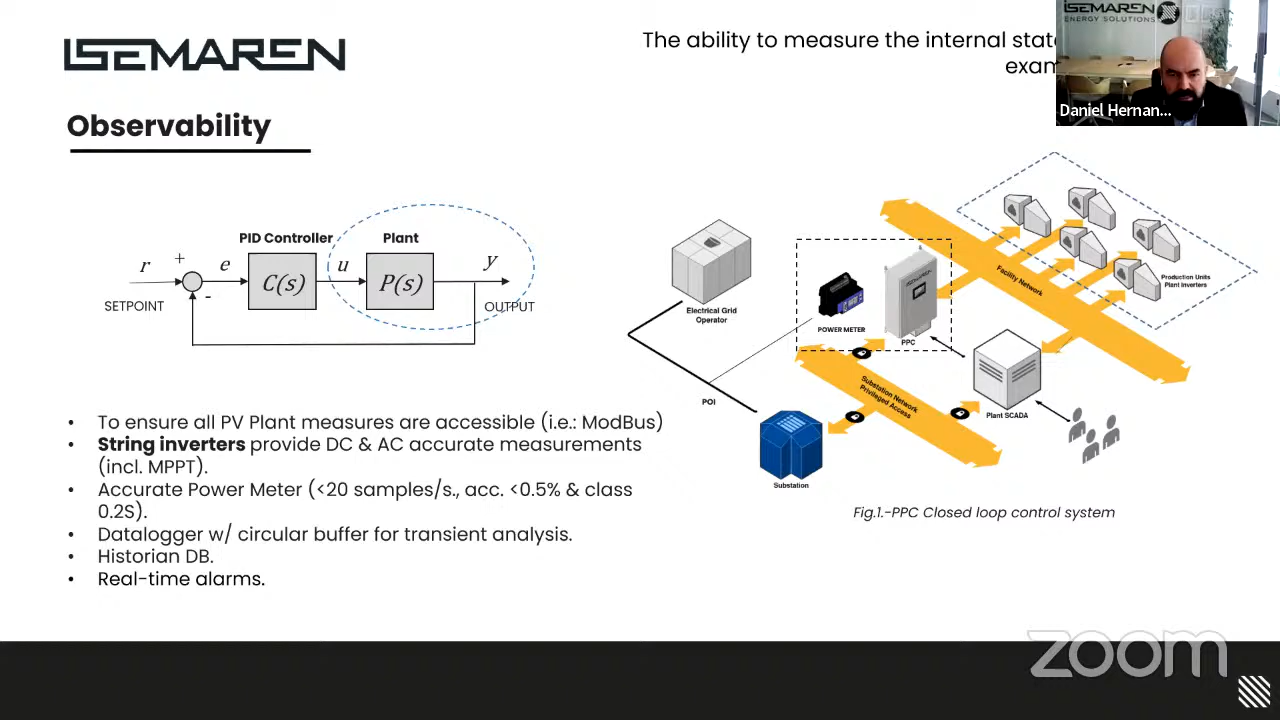 ISEMAREN
The ability to measure the internal
ISEMAREN
ENERGY SOLUTIONS
Daniel Hernan...
Observability
PID Controller
Plant
r
+
e
C(s)
u
P(s)
y
SETPOINT
-
OUTPUT
To ensure all PV Plant measures are accessible (i.e.: ModBus)
String inverters provide DC & AC accurate measurements
(incl. MPPT).
Accurate Power Meter (<20 samples/s., acc. <0.5% & class
0.2S).
Datalogger w/ circular buffer for transient analysis.
Historian DB.
Real-time alarms.
Electrical Grid
Operator
POWER METER
PPC
Facility Network
Production Units
Plant Inverters
Substation Network
Privileged Access
Plant SCADA
POI
Substation
Fig.1.-PPC Closed loop control system
zoom